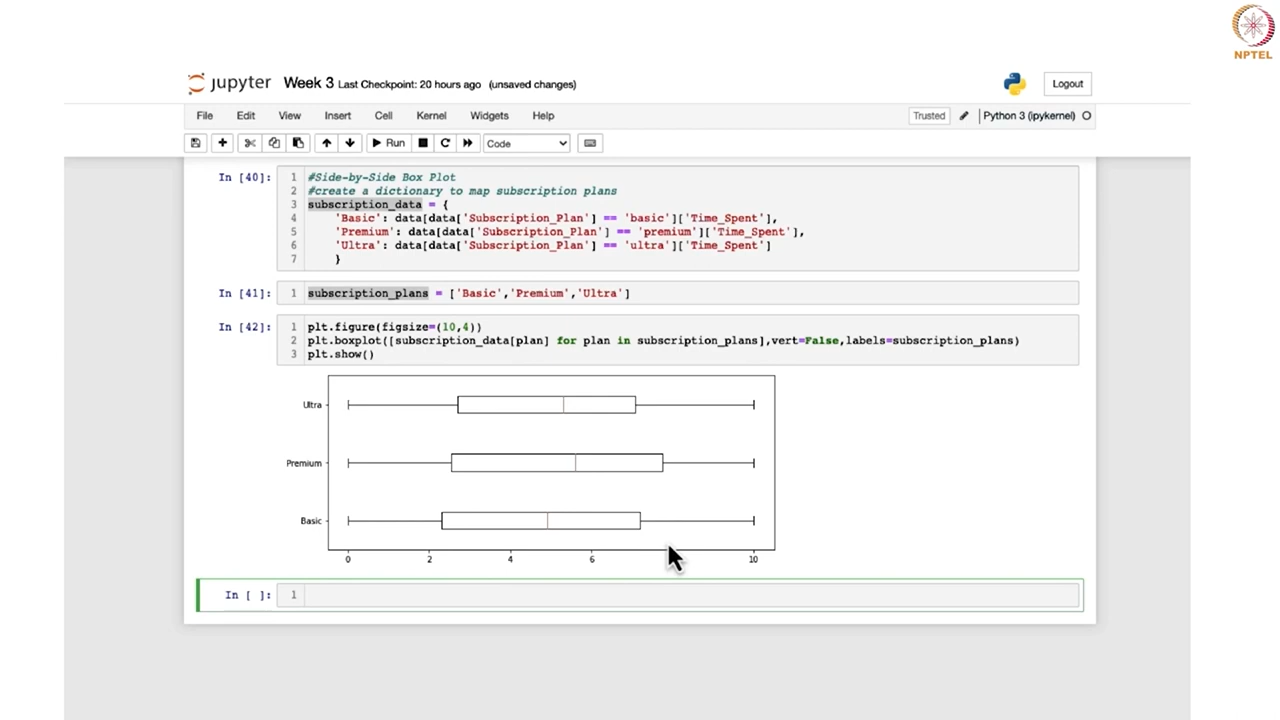 NPTEL
jupyter Week 3 Last Checkpoint: 20 hours ago (unsaved changes)
Logout
File Edit View Insert Cell Kernel Widgets Help
Trusted Python 3 (ipykernel)
Run Code
In [40]:
1 #Side-by-Side Box Plot
2 #create a dictionary to map subscription plans
3 subscription_data = {
4 'Basic': data[data['Subscription_Plan'] == 'basic']['Time_Spent'],
5 'Premium': data[data['Subscription_Plan'] == 'premium']['Time_Spent'],
6 'Ultra': data[data['Subscription_Plan'] == 'ultra']['Time_Spent']
7 }
In [41]: 1 subscription_plans = ['Basic','Premium','Ultra']
In [42]:
1 plt.figure(figsize=(10,4))
2 plt.boxplot([subscription_data[plan] for plan in subscription_plans],vert=False,labels=subscription_plans)
3 plt.show()
Ultra
Premium
Basic
0 2 4 6 10
In [ ]: 1